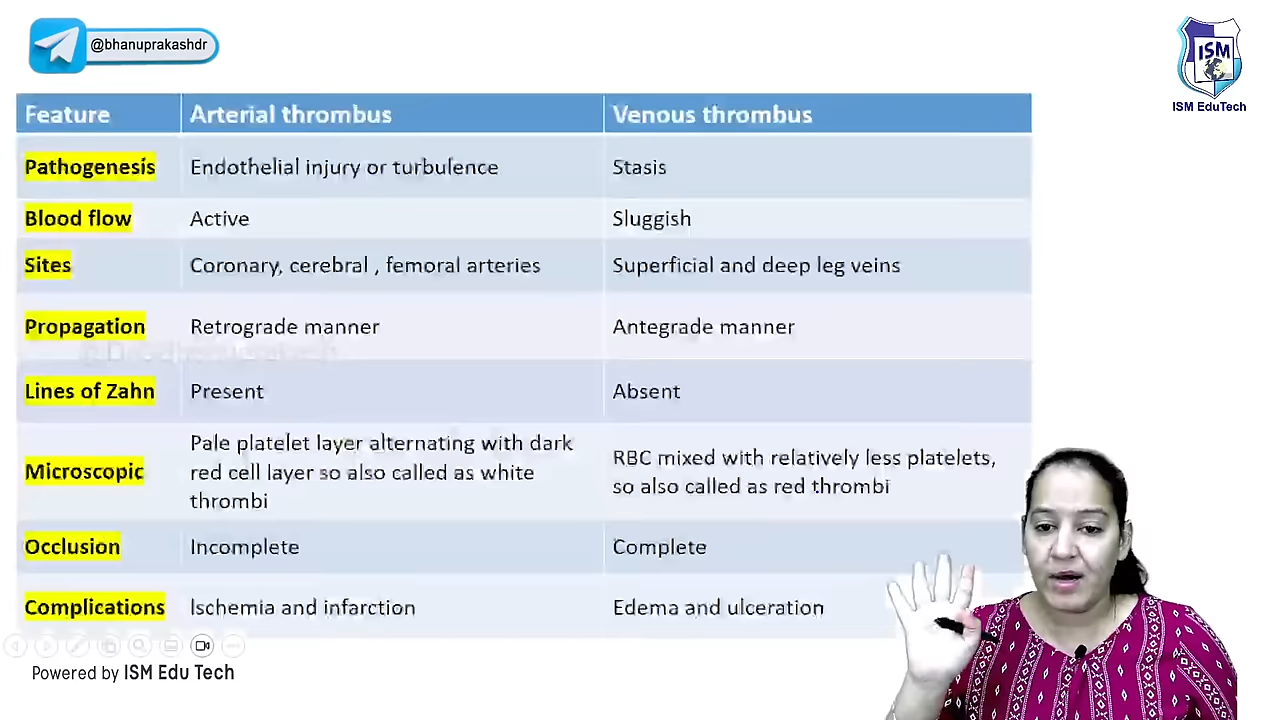 @bhanuprakashdr
ISM
ISM EduTech
Feature Arterial thrombus Venous thrombus
Pathogenesis Endothelial injury or turbulence Stasis
Blood flow Active Sluggish
Sites Coronary, cerebral , femoral arteries Superficial and deep leg veins
Propagation Retrograde manner Antegrade manner
Lines of Zahn Present Absent
Microscopic
Pale platelet layer alternating with dark
red cell layer so also called as white
thrombi
RBC mixed with relatively less platelets,
so also called as red thrombi
Occlusion Incomplete Complete
Complications Ischemia and infarction Edema and ulceration
Powered by ISM Edu Tech